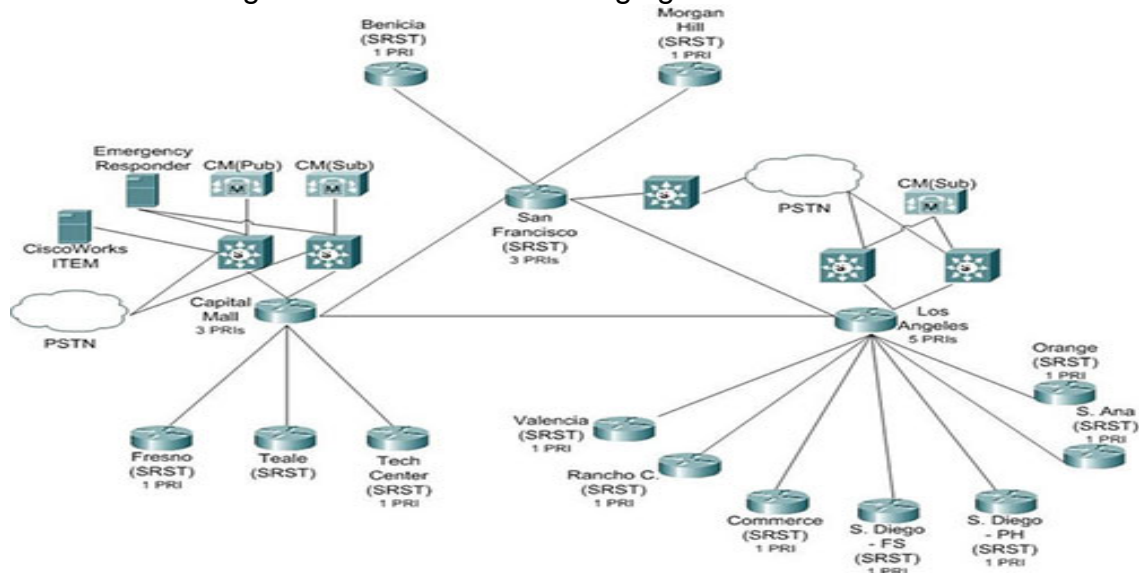 Benicia
(SRST)
1 PRI
Morgan
Hill
(SRST)
1 PRI
Emergency
Responder
CM(Pub)
CM(Sub)
CiscoWorks
ITEM
PSTN
San
Francisco
(SRST)
3 PRIs
PSTN
CM(Sub)
Capital
Mall
3 PRIs
Los
Angeles
5 PRIs
Fresno
(SRST)
1 PRI
Teale
(SRST)
Tech
Center
(SRST)
1 PRI
Valencia
(SRST)
1 PRI
Rancho C.
(SRST)
1 PRI
Commerce
(SRST)
1 PRI
S. Diego
- FS
(SRST)
1 PRI
S. Diego
- PH
(SRST)
1 PRI
Orange
(SRST)
1 PRI
S. Ana
(SRST)
1 PRI